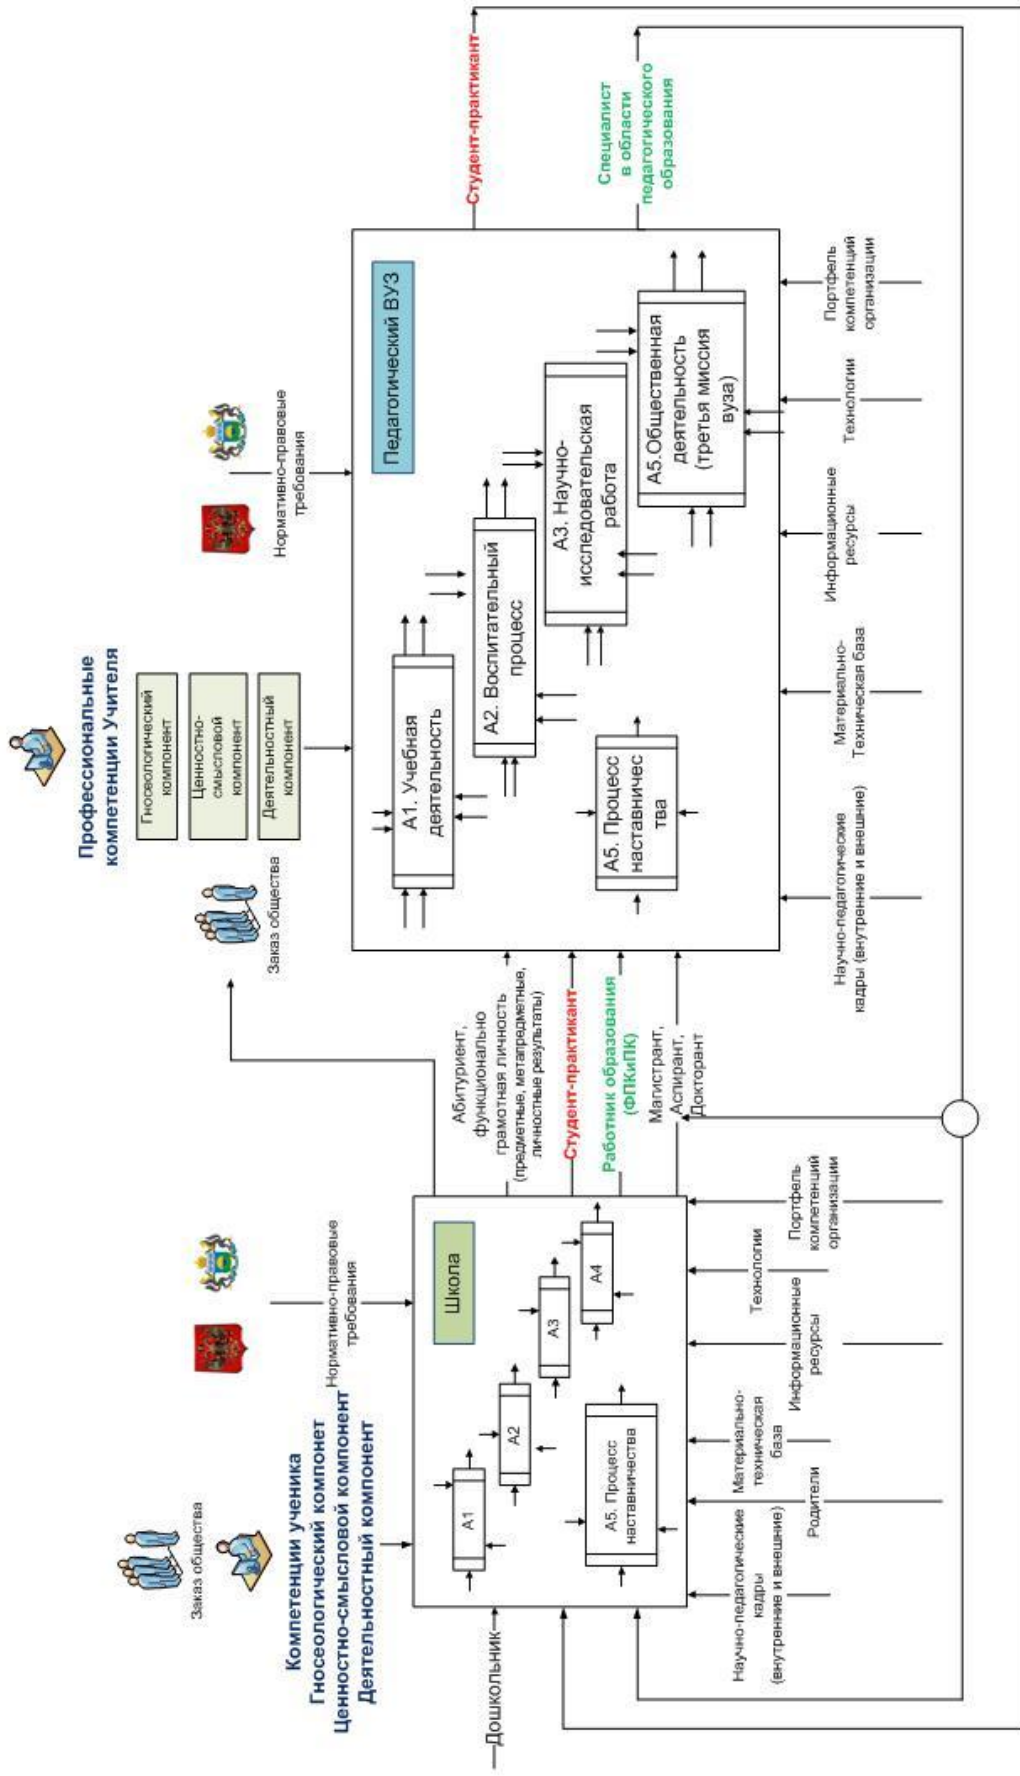 Профессиональные
компетенции Учителя
Гносеологический
компонент
Ценностно-
смысловой
компонент
Деятельностный
компонент
Заказ общества
Нормативно-правовые
требования
Педагогический ВУЗ
А1. Учебная
деятельность
А2. Воспитательный
процесс
А3. Научно-
исследовательская
работа
А5.Общественная
деятельность
(третья миссия
вуза)
А5. Процесс
наставничес
тва
Студент-практикант
Специалист
в области
педагогического
образования
Научно-педагогические
кадры (внутренние и внешние)
Материально-
Техническая база
Информационные
ресурсы
Технологии
Портфель
компетенций
организации
Абитуриент,
функционально
грамотная личность
(предметные, метапредметные,
личностные результаты)
Студент-практикант
Работник образования
(ФПКиПК)
Магистрант,
Аспирант,
Докторант
Заказ общества
Компетенции ученика
Гносеологический компонет
Ценностно-смысловой компонент
Деятельностный компонент
Нормативно-правовые
требования
Школа
А1
А2
А3
А4
А5. Процесс
наставничества
Дошкольник
Научно-педагогические
кадры
(внутренние и внешние)
Родители
Материально-
техническая
база
Информационные
ресурсы
Технологии
Портфель
компетенций
организации